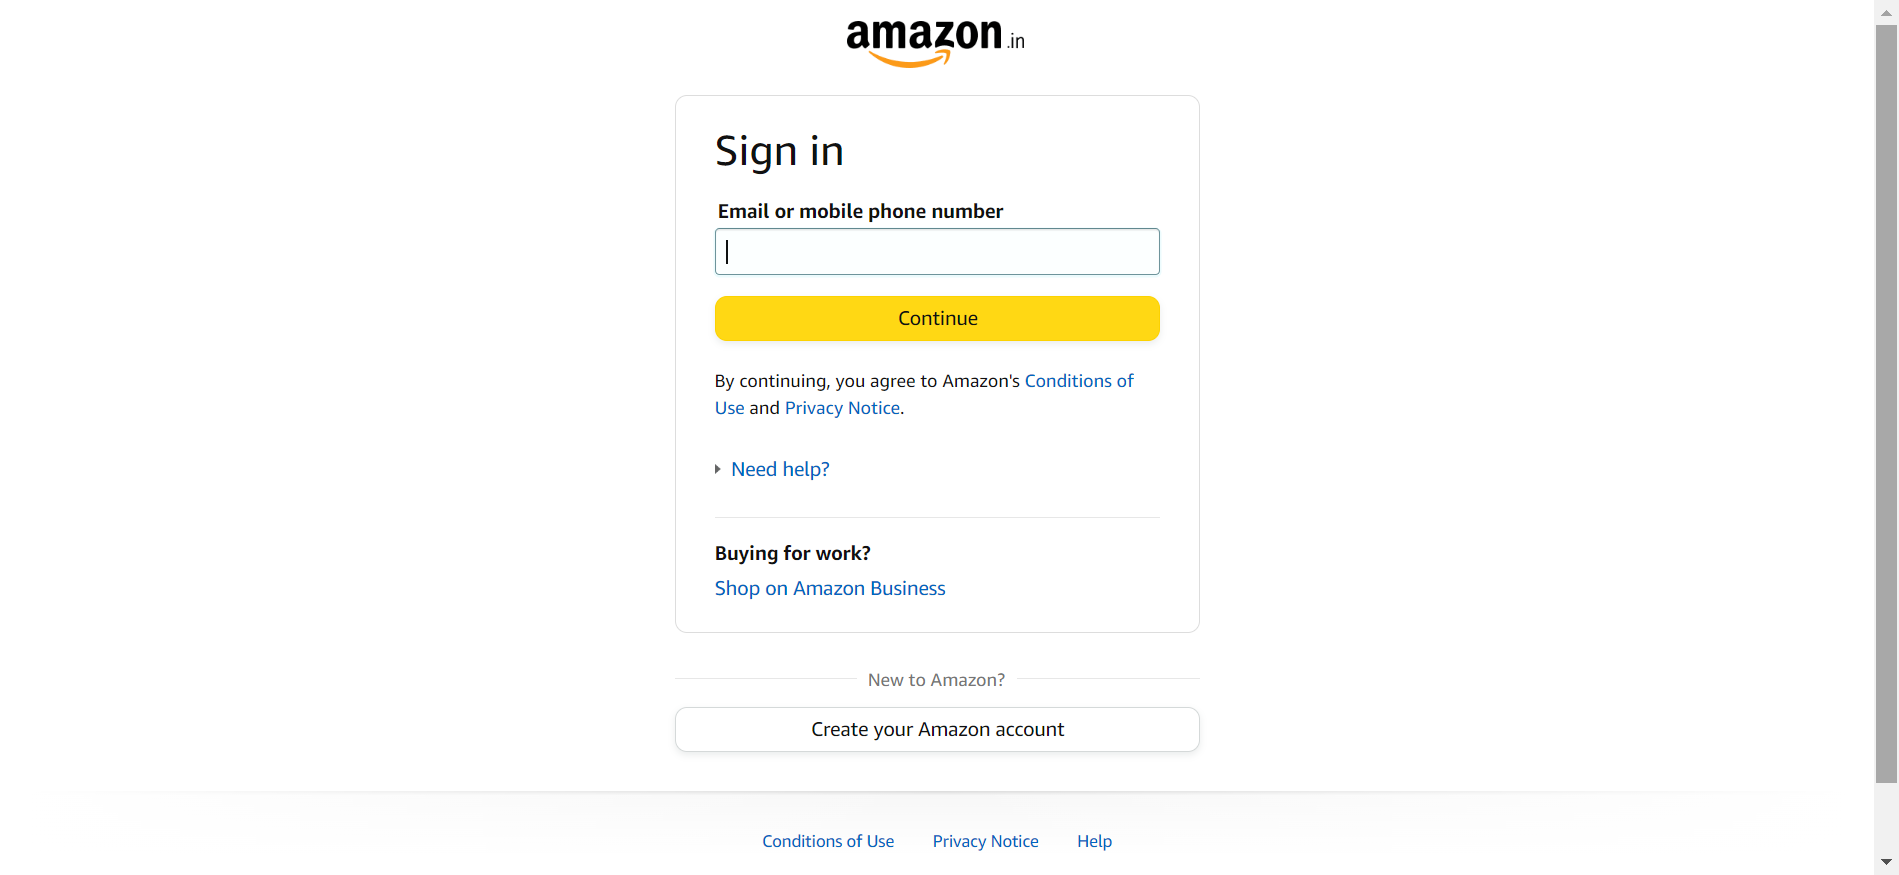 amazon.in
Sign in
Email or mobile phone number
Continue
By continuing, you agree to Amazon's Conditions of
Use and Privacy Notice.
Need help?
Buying for work?
Shop on Amazon Business
New to Amazon?
Create your Amazon account
Conditions of Use Privacy Notice Help